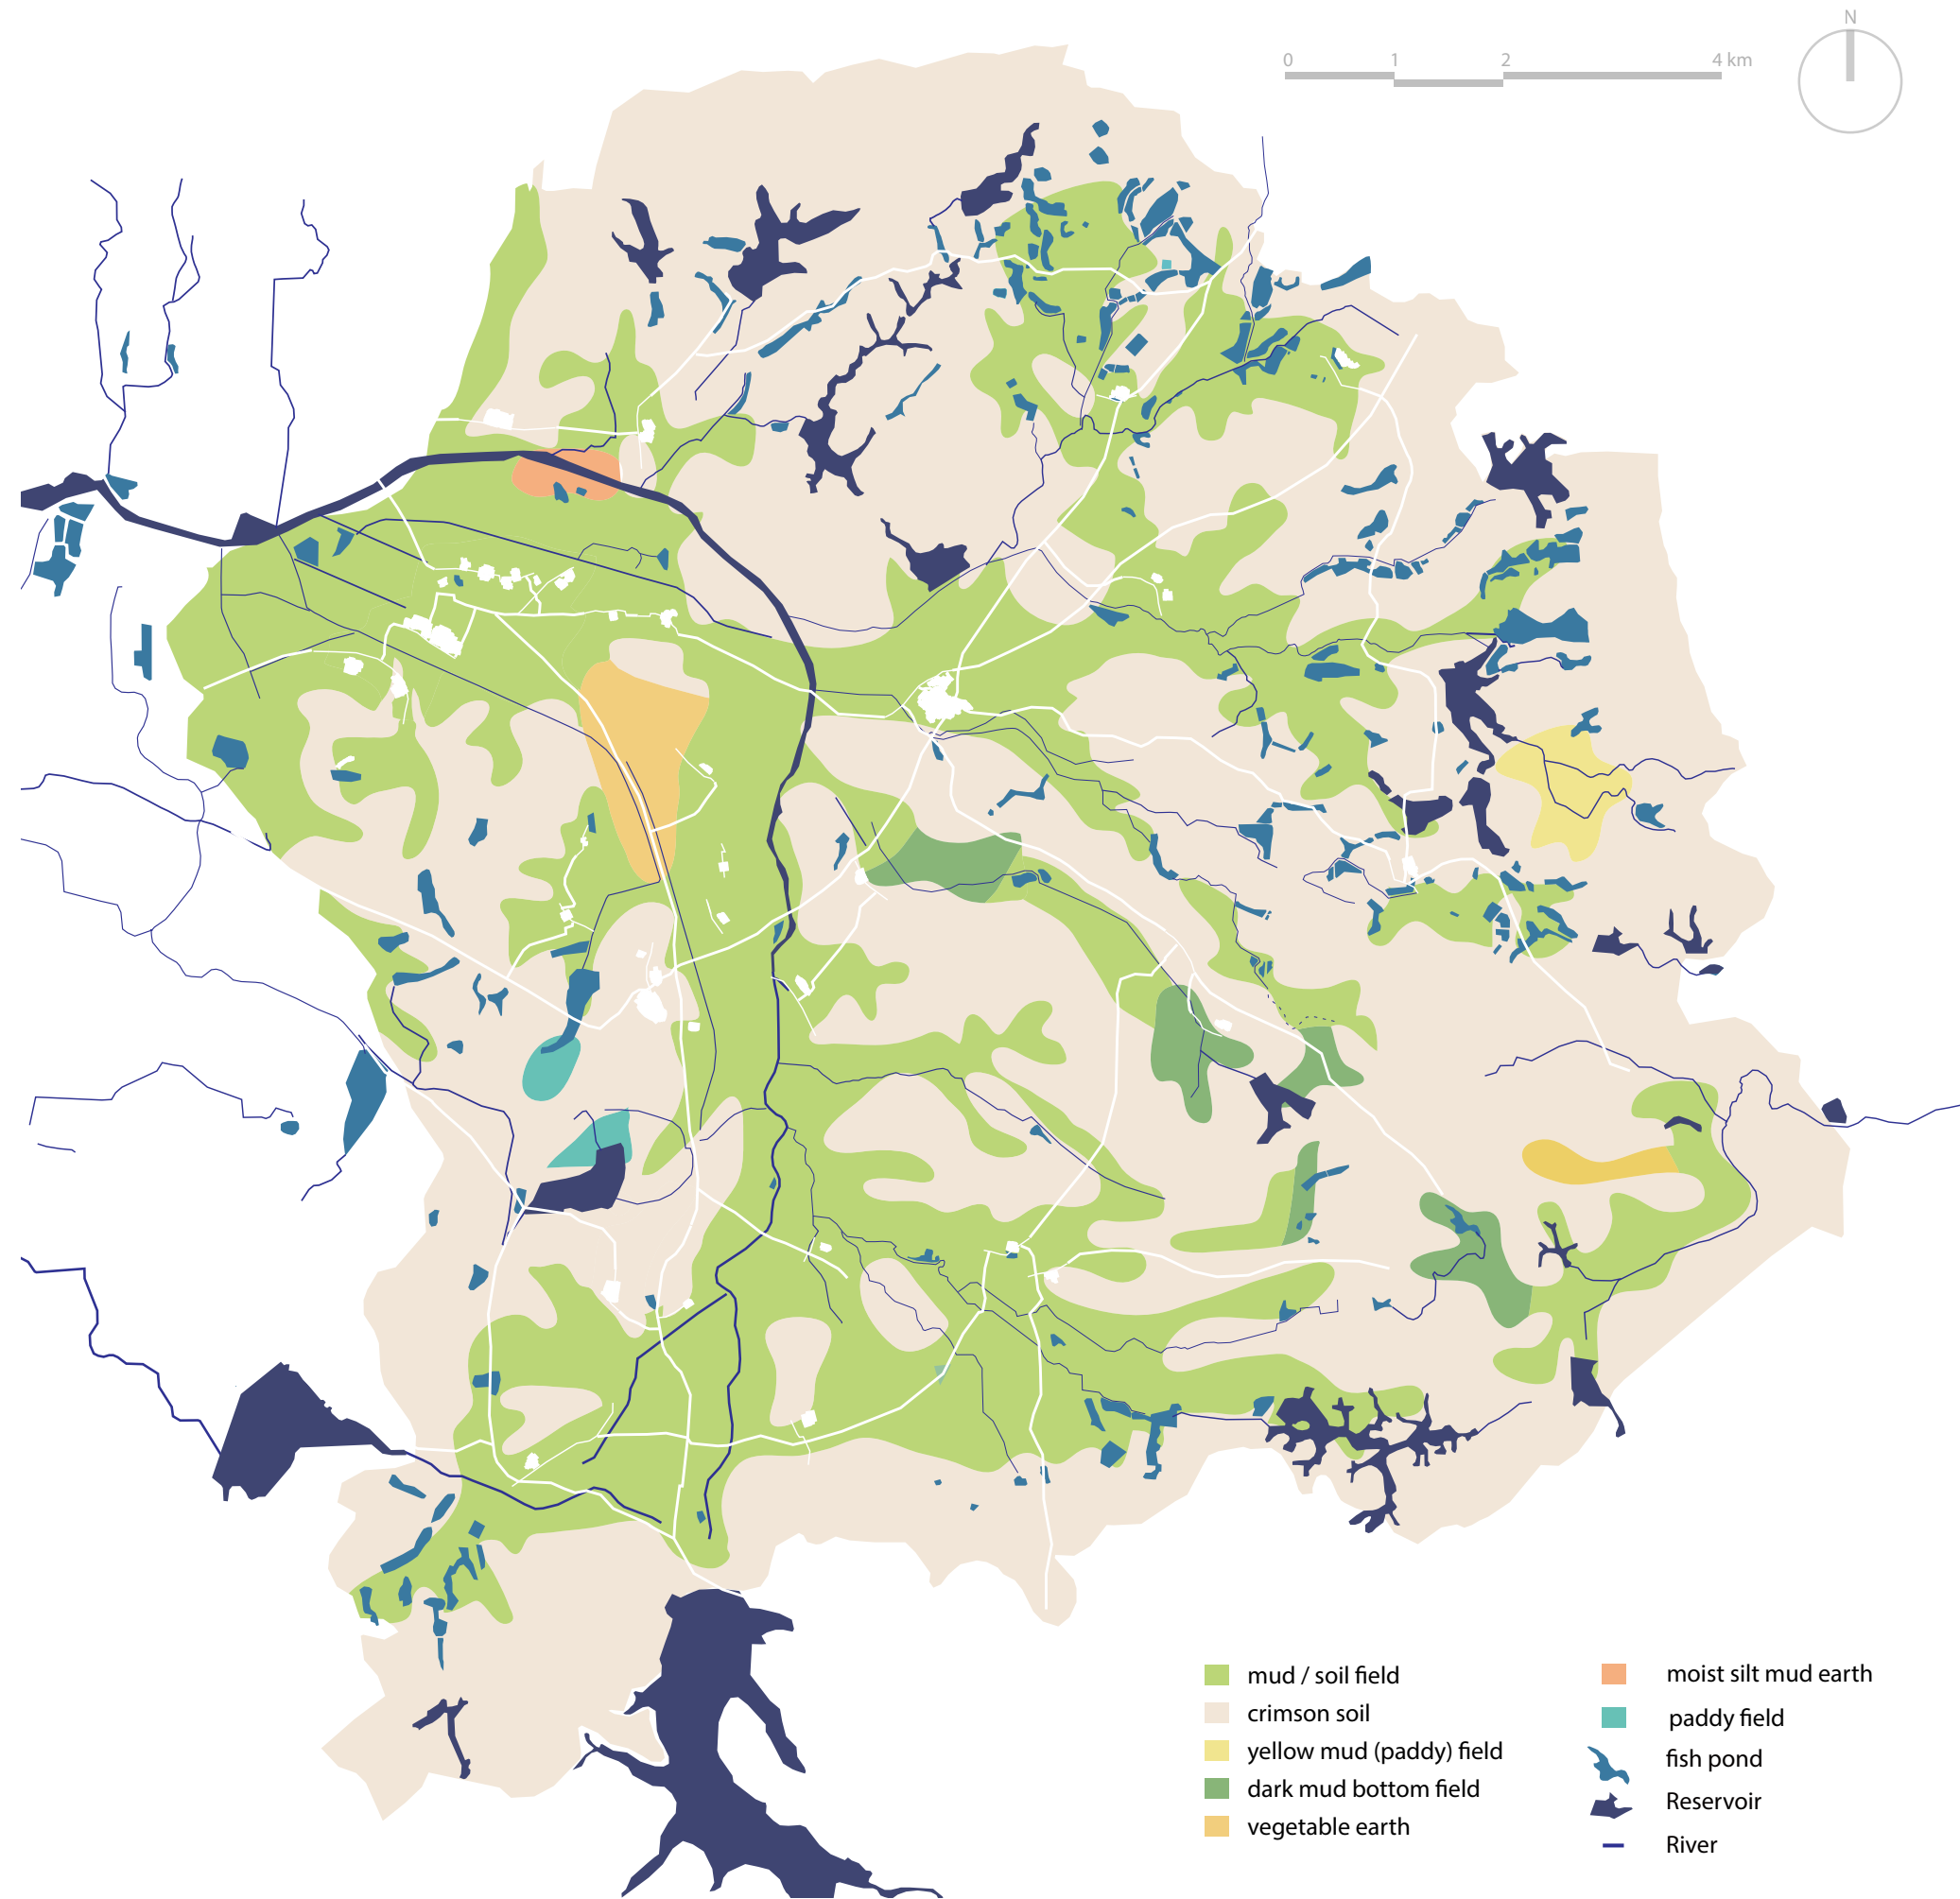 N
0 1 2 4 km
mud / soil field
crimson soil
yellow mud (paddy) field
dark mud bottom field
vegetable earth
moist silt mud earth
paddy field
fish pond
Reservoir
River